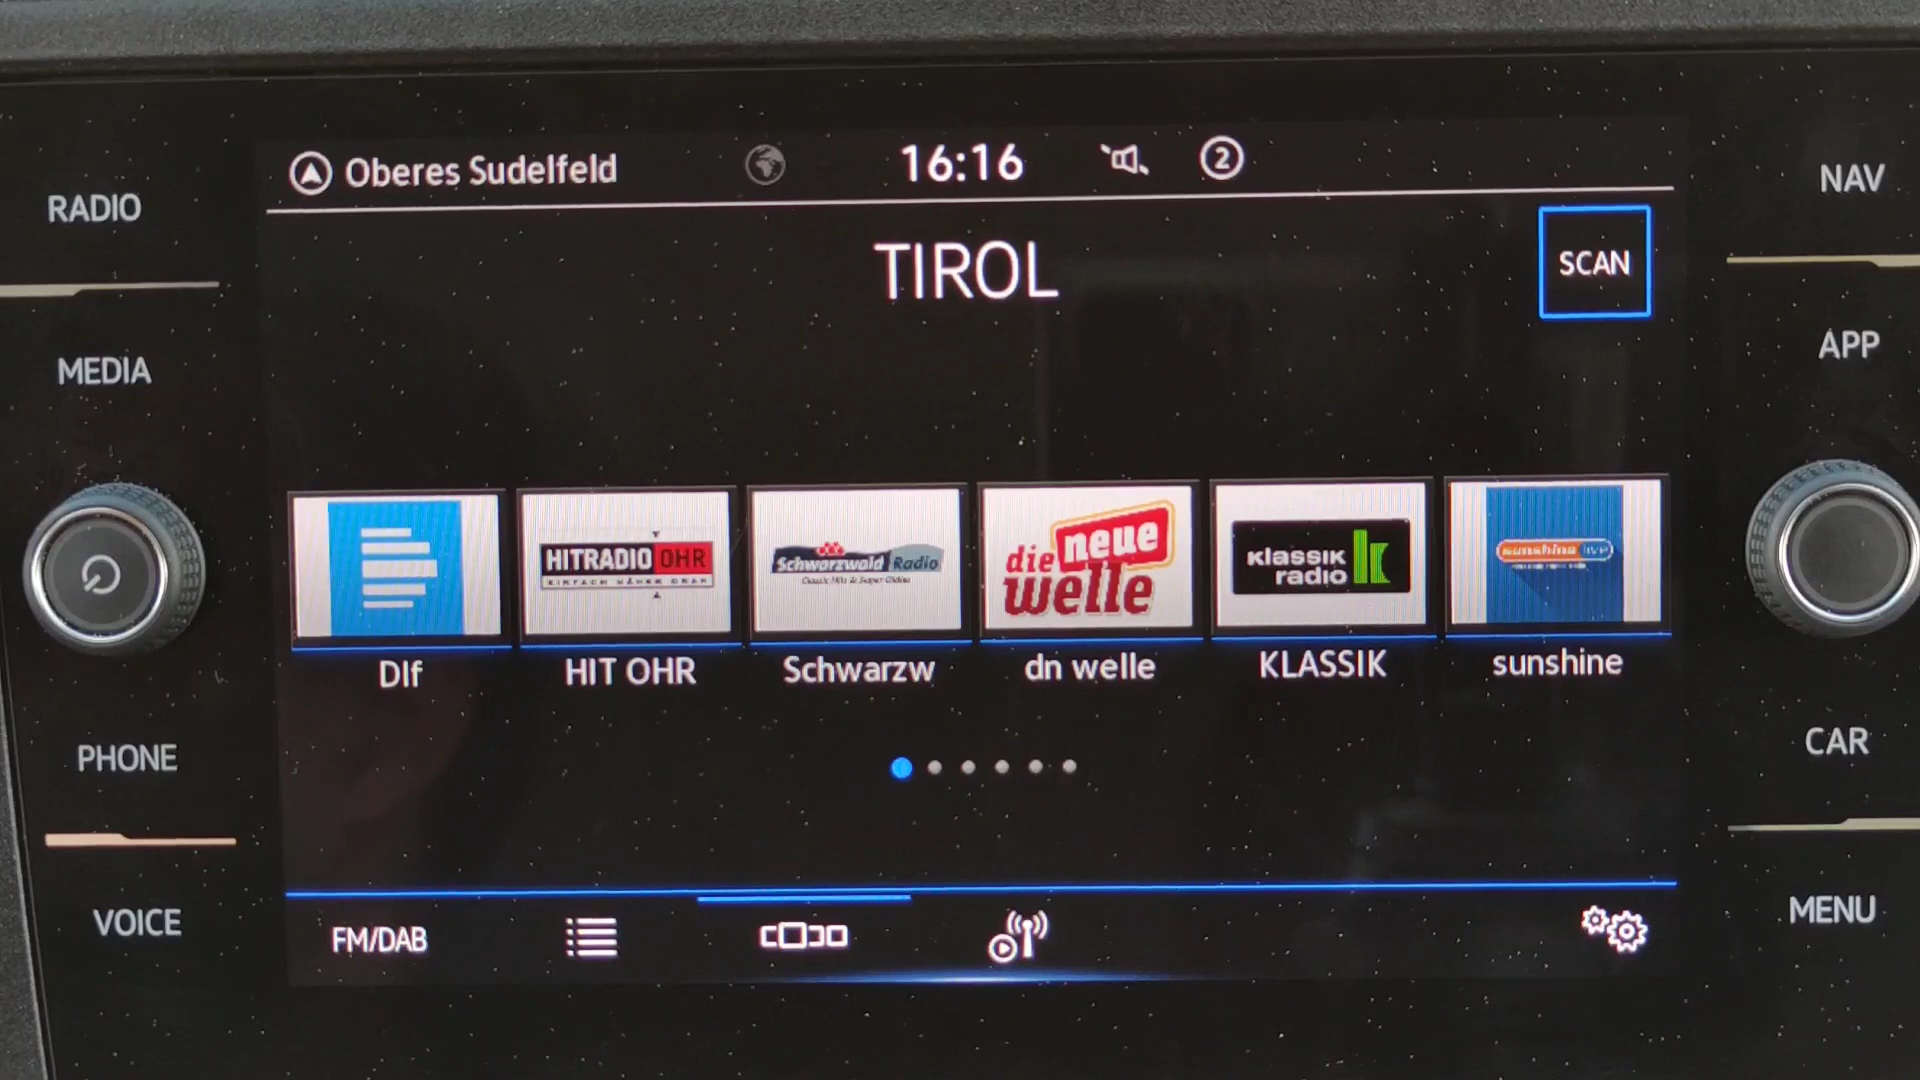 Oberes Sudelfeld
16:16
2
RADIO
NAV
TIROL
SCAN
MEDIA
APP
HITRADIO OHR
Schwarzwald Radio
die neue
welle
klassik
radio
sunshine live
Dlf
HIT OHR
Schwarzw
dn welle
KLASSIK
sunshine
PHONE
CAR
VOICE
FM/DAB
MENU